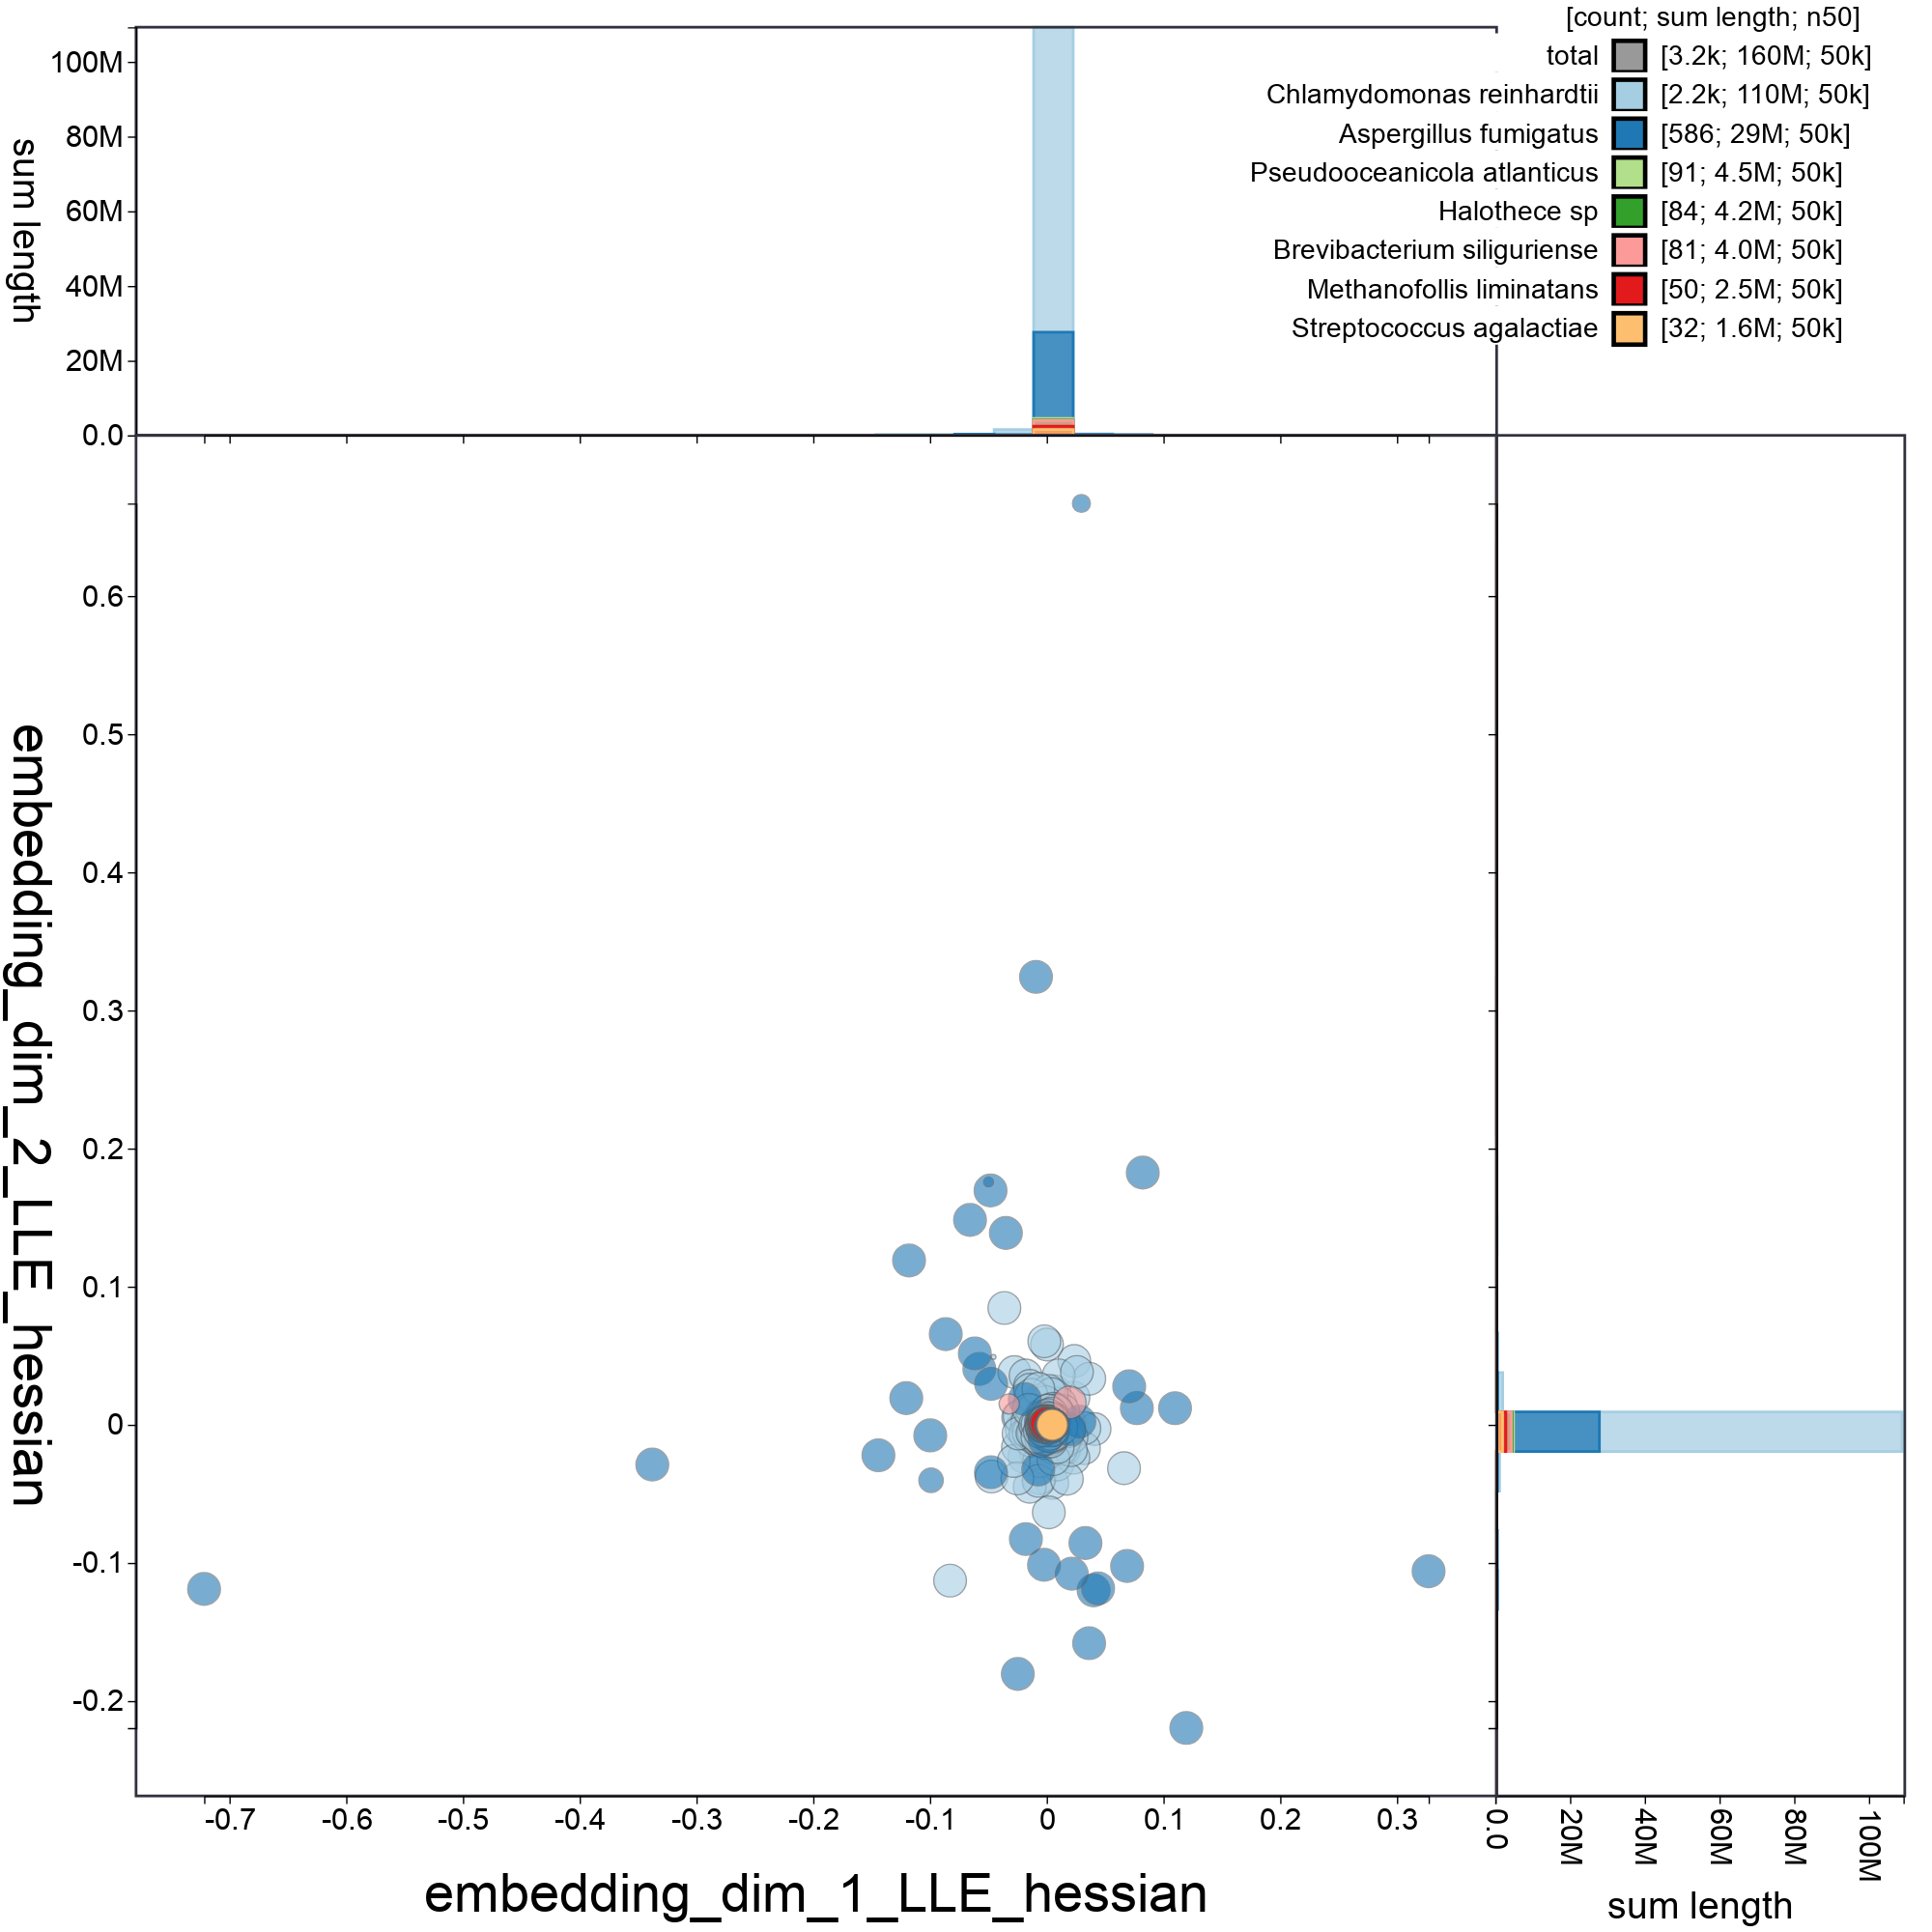 [count; sum length; n50]
total [3.2k; 160M; 50k]
Chlamydomonas reinhardtii [2.2k; 110M; 50k]
Aspergillus fumigatus [586; 29M; 50k]
Pseudooceanicola atlanticus [91; 4.5M; 50k]
Halothece sp [84; 4.2M; 50k]
Brevibacterium siliguriense [81; 4.0M; 50k]
Methanofollis liminatans [50; 2.5M; 50k]
Streptococcus agalactiae [32; 1.6M; 50k]
sum length
100M
80M
60M
40M
20M
0.0
embedding_dim_2_LLE_hessian
0.6
0.5
0.4
0.3
0.2
0.1
0
-0.1
-0.2
-0.7 -0.6 -0.5 -0.4 -0.3 -0.2 -0.1 0 0.1 0.2 0.3
embedding_dim_1_LLE_hessian
0.0 20M 40M 60M 80M 100M
sum length